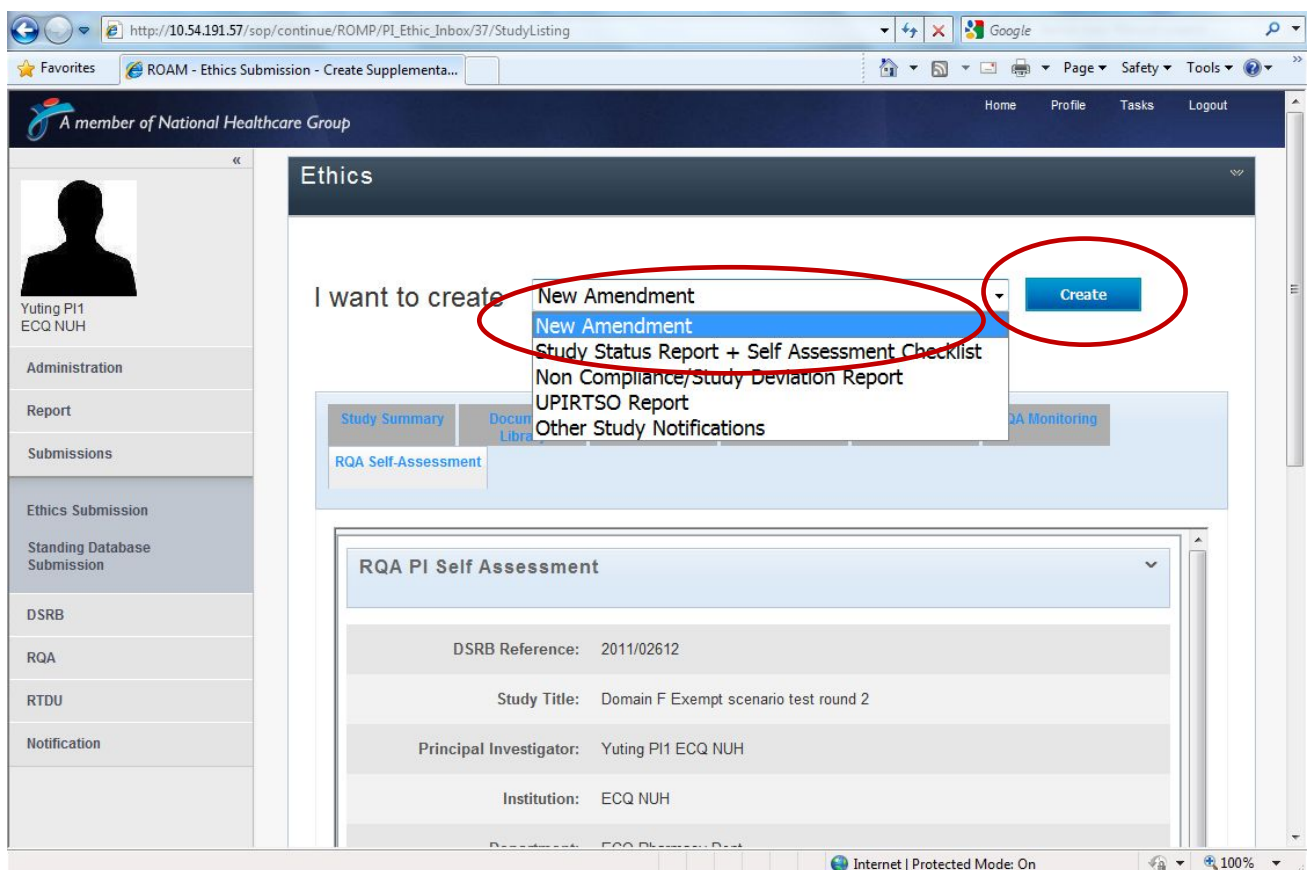 http://10.54.191.57/sop/continue/ROMP/PI_Ethic_Inbox/37/StudyListing
Google
Favorites
ROAM - Ethics Submission - Create Supplementa...
Page
Safety
Tools
A member of National Healthcare Group
Home Profile Tasks Logout
«
Yuting PI1
ECQ NUH
Administration
Report
Submissions
Ethics Submission
Standing Database
Submission
DSRB
RQA
RTDU
Notification
Ethics
I want to create
New Amendment
Create
New Amendment
Study Status Report + Self Assessment Checklist
Non Compliance/Study Deviation Report
UPIRTSO Report
Other Study Notifications
Study Summary
RQA Self-Assessment
Monitoring
RQA PI Self Assessment
DSRB Reference: 2011/02612
Study Title: Domain F Exempt scenario test round 2
Principal Investigator: Yuting PI1 ECQ NUH
Institution: ECQ NUH
Internet | Protected Mode: On
100%